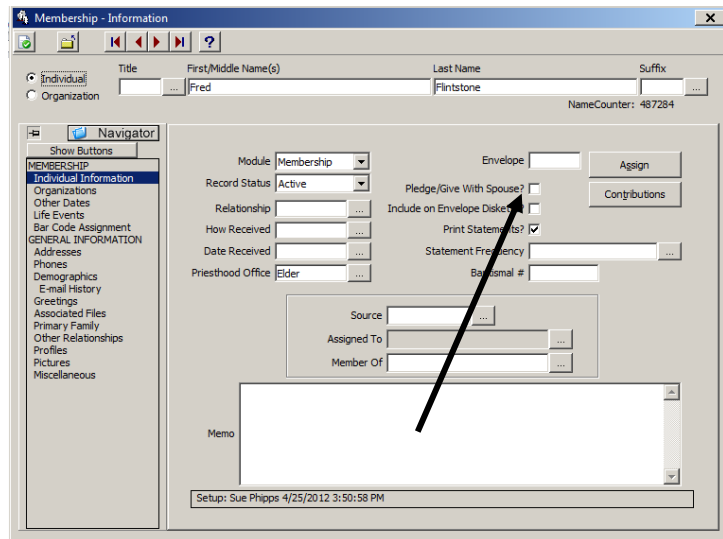 Membership - Information
?
Title First/Middle Name(s) Last Name Suffix
Individual
Organization
... Fred Flintstone ...
NameCounter: 487284
Navigator
Show Buttons
MEMBERSHIP
Individual Information
Organizations
Other Dates
Life Events
Bar Code Assignment
GENERAL INFORMATION
Addresses
Phones
Demographics
E-mail History
Greetings
Associated Files
Primary Family
Other Relationships
Profiles
Pictures
Miscellaneous
Module Membership Envelope Assign
Record Status Active Pledge/Give With Spouse? Contributions
Relationship ... Include on Envelope
How Received ... Print Statements?
Date Received ... Statement Frequency ...
Priesthood Office Elder ... Baptismal #
Source ...
Assigned To ...
Member Of ...
Memo
Setup: Sue Phipps 4/25/2012 3:50:58 PM